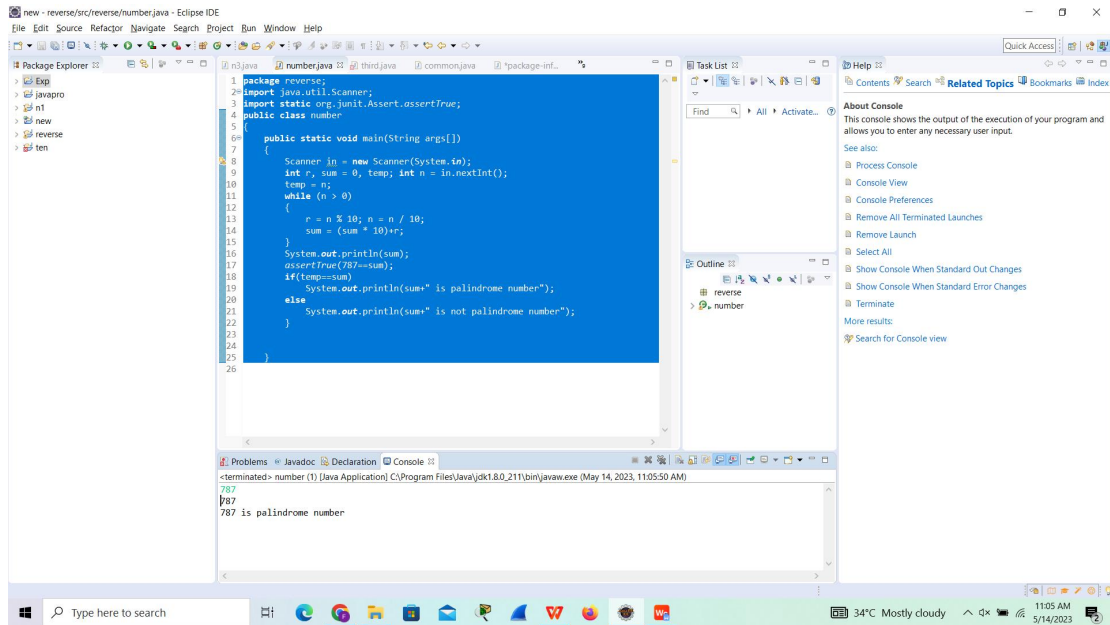 new - reverse/src/reverse/number.java - Eclipse IDE
File Edit Source Refactor Navigate Search Project Run Window Help
Quick Access
Package Explorer
Exp
javapro
n1
new
reverse
ten
n3.java number.java third.java common.java *package-inf...
1 package reverse;
2 import java.util.Scanner;
3 import static org.junit.Assert.assertTrue;
4 public class number
5 {
6 public static void main(String args[])
7 {
8 Scanner in = new Scanner(System.in);
9 int r, sum = 0, temp; int n = in.nextInt();
10 temp = n;
11 while (n > 0)
12 {
13 r = n % 10; n = n / 10;
14 sum = (sum * 10)+r;
15 }
16 System.out.println(sum);
17 assertTrue(787==sum);
18 if(temp==sum)
19 System.out.println(sum+" is palindrome number");
20 else
21 System.out.println(sum+" is not palindrome number");
22 }
23
24
25 }
26
Task List
Find All Activate...
Outline
reverse
number
Help
Contents Search Related Topics Bookmarks Index
About Console
This console shows the output of the execution of your program and
allows you to enter any necessary user input.
See also:
Process Console
Console View
Console Preferences
Remove All Terminated Launches
Remove Launch
Select All
Show Console When Standard Out Changes
Show Console When Standard Error Changes
Terminate
More results:
Search for Console view
Problems Javadoc Declaration Console
<terminated> number (1) [Java Application] C:\Program Files\Java\jdk1.8.0_211\bin\javaw.exe (May 14, 2023, 11:05:50 AM)
787
787
787 is palindrome number
Type here to search
34°C Mostly cloudy
11:05 AM
5/14/2023
2